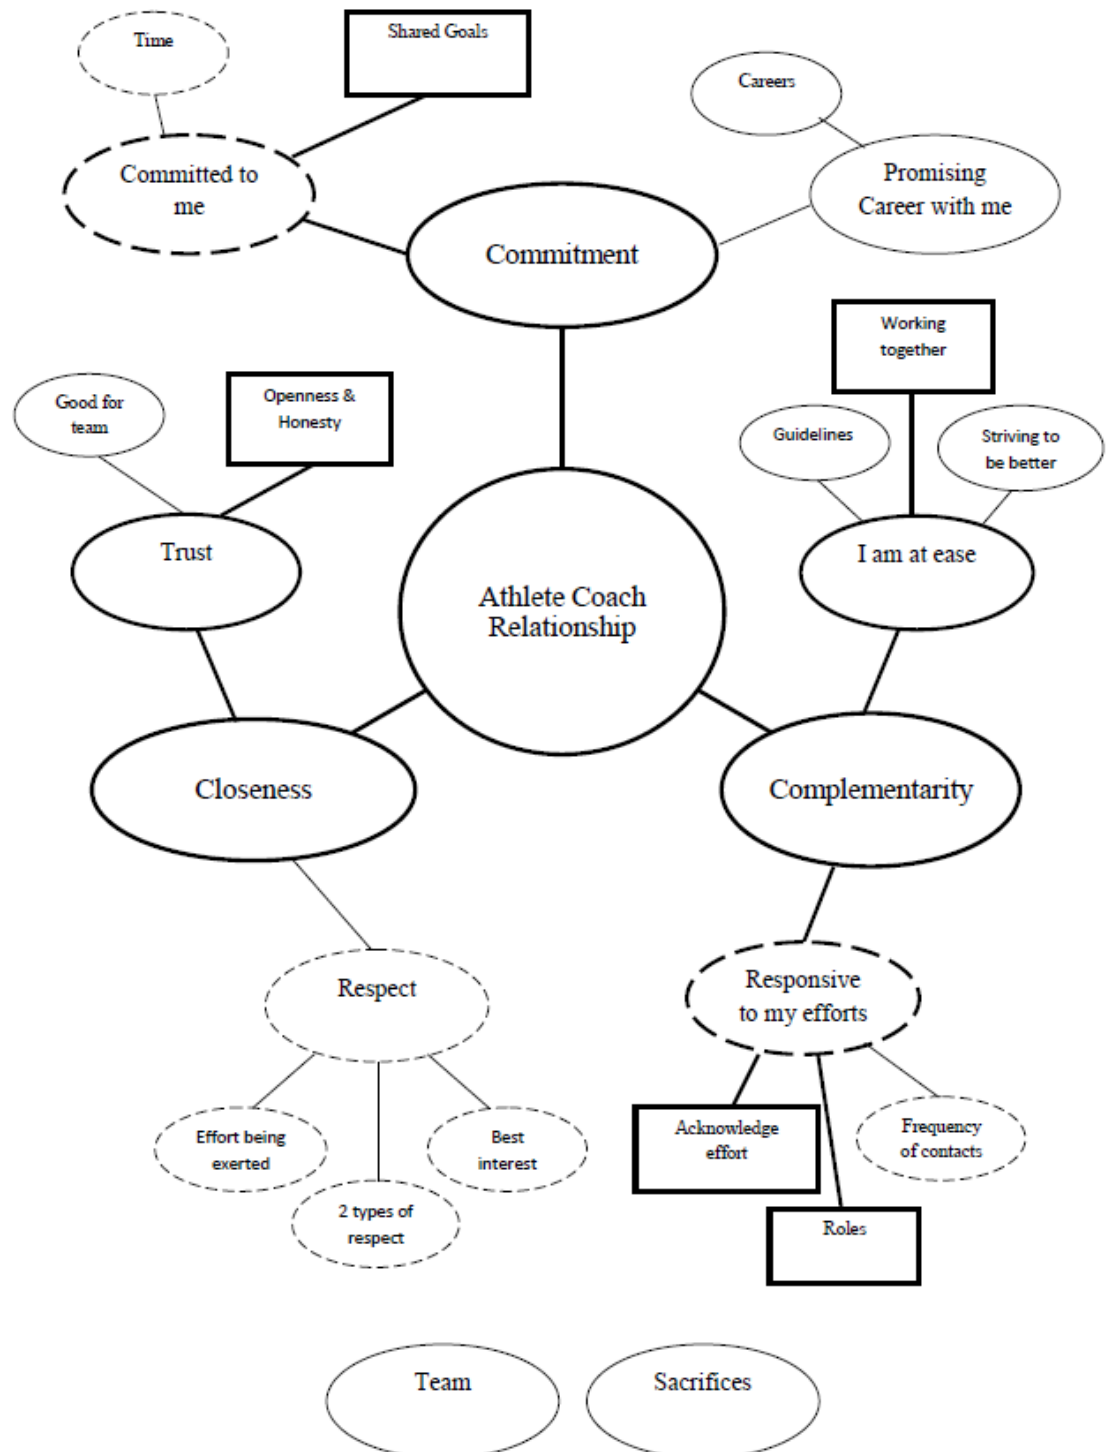 Time
Shared Goals
Careers
Committed to
me
Promising
Career with me
Commitment
Working
together
Good for
team
Openness &
Honesty
Guidelines
Striving to
be better
Trust
I am at ease
Athlete Coach
Relationship
Closeness
Complementarity
Respect
Responsive
to my efforts
Effort being
exerted
Best
interest
2 types of
respect
Acknowledge
effort
Frequency
of contacts
Roles
Team
Sacrifices